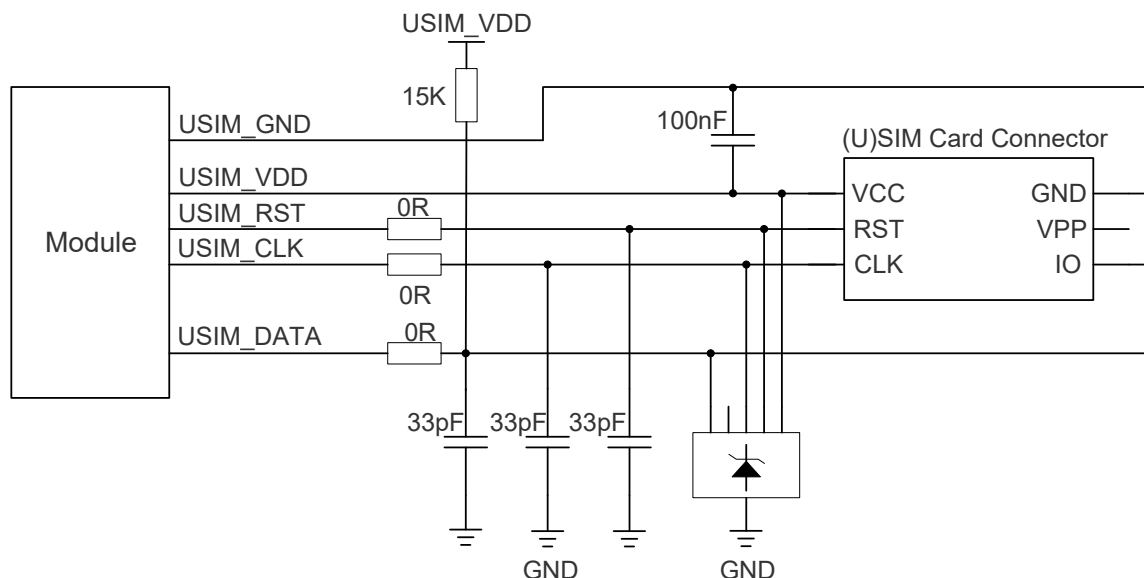 USIM_VDD
15K
USIM_GND
100nF
(U)SIM Card Connector
USIM_VDD
VCC
GND
USIM_RST
0R
RST
VPP
Module
USIM_CLK
CLK
IO
0R
USIM_DATA
0R
33pF
33pF
33pF
GND
GND